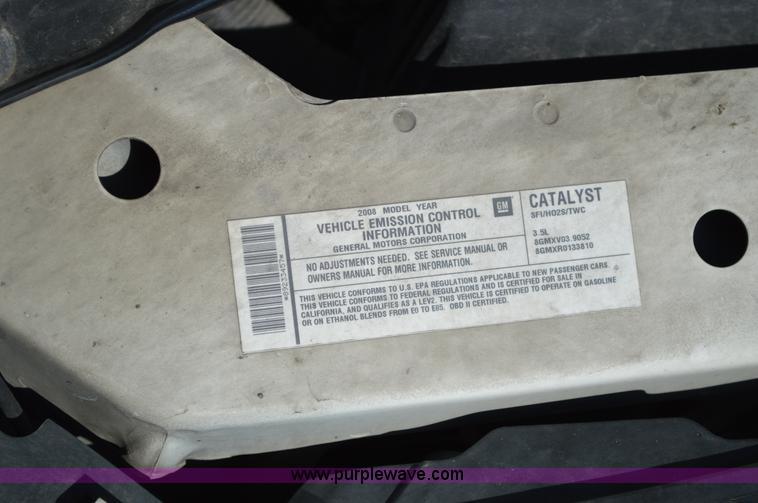 2008 MODEL YEAR
VEHICLE EMISSION CONTROL
INFORMATION
GENERAL MOTORS CORPORATION
GM
CATALYST
SFI/HO2S/TWC
3.5L
8GMXV03.9052
8GMXR0133810
NO ADJUSTMENTS NEEDED. SEE SERVICE MANUAL OR
OWNERS MANUAL FOR MORE INFORMATION.
THIS VEHICLE CONFORMS TO U.S. EPA REGULATIONS APPLICABLE TO NEW PASSENGER CARS.
THIS VEHICLE CONFORMS TO FEDERAL REGULATIONS AND IS CERTIFIED FOR SALE IN
CALIFORNIA, AND QUALIFIES AS A LEV2. THIS VEHICLE IS CERTIFIED TO OPERATE ON GASOLINE
OR ON ETHANOL BLENDS FROM E0 TO E85. OBD II CERTIFIED.
www.purplewave.com